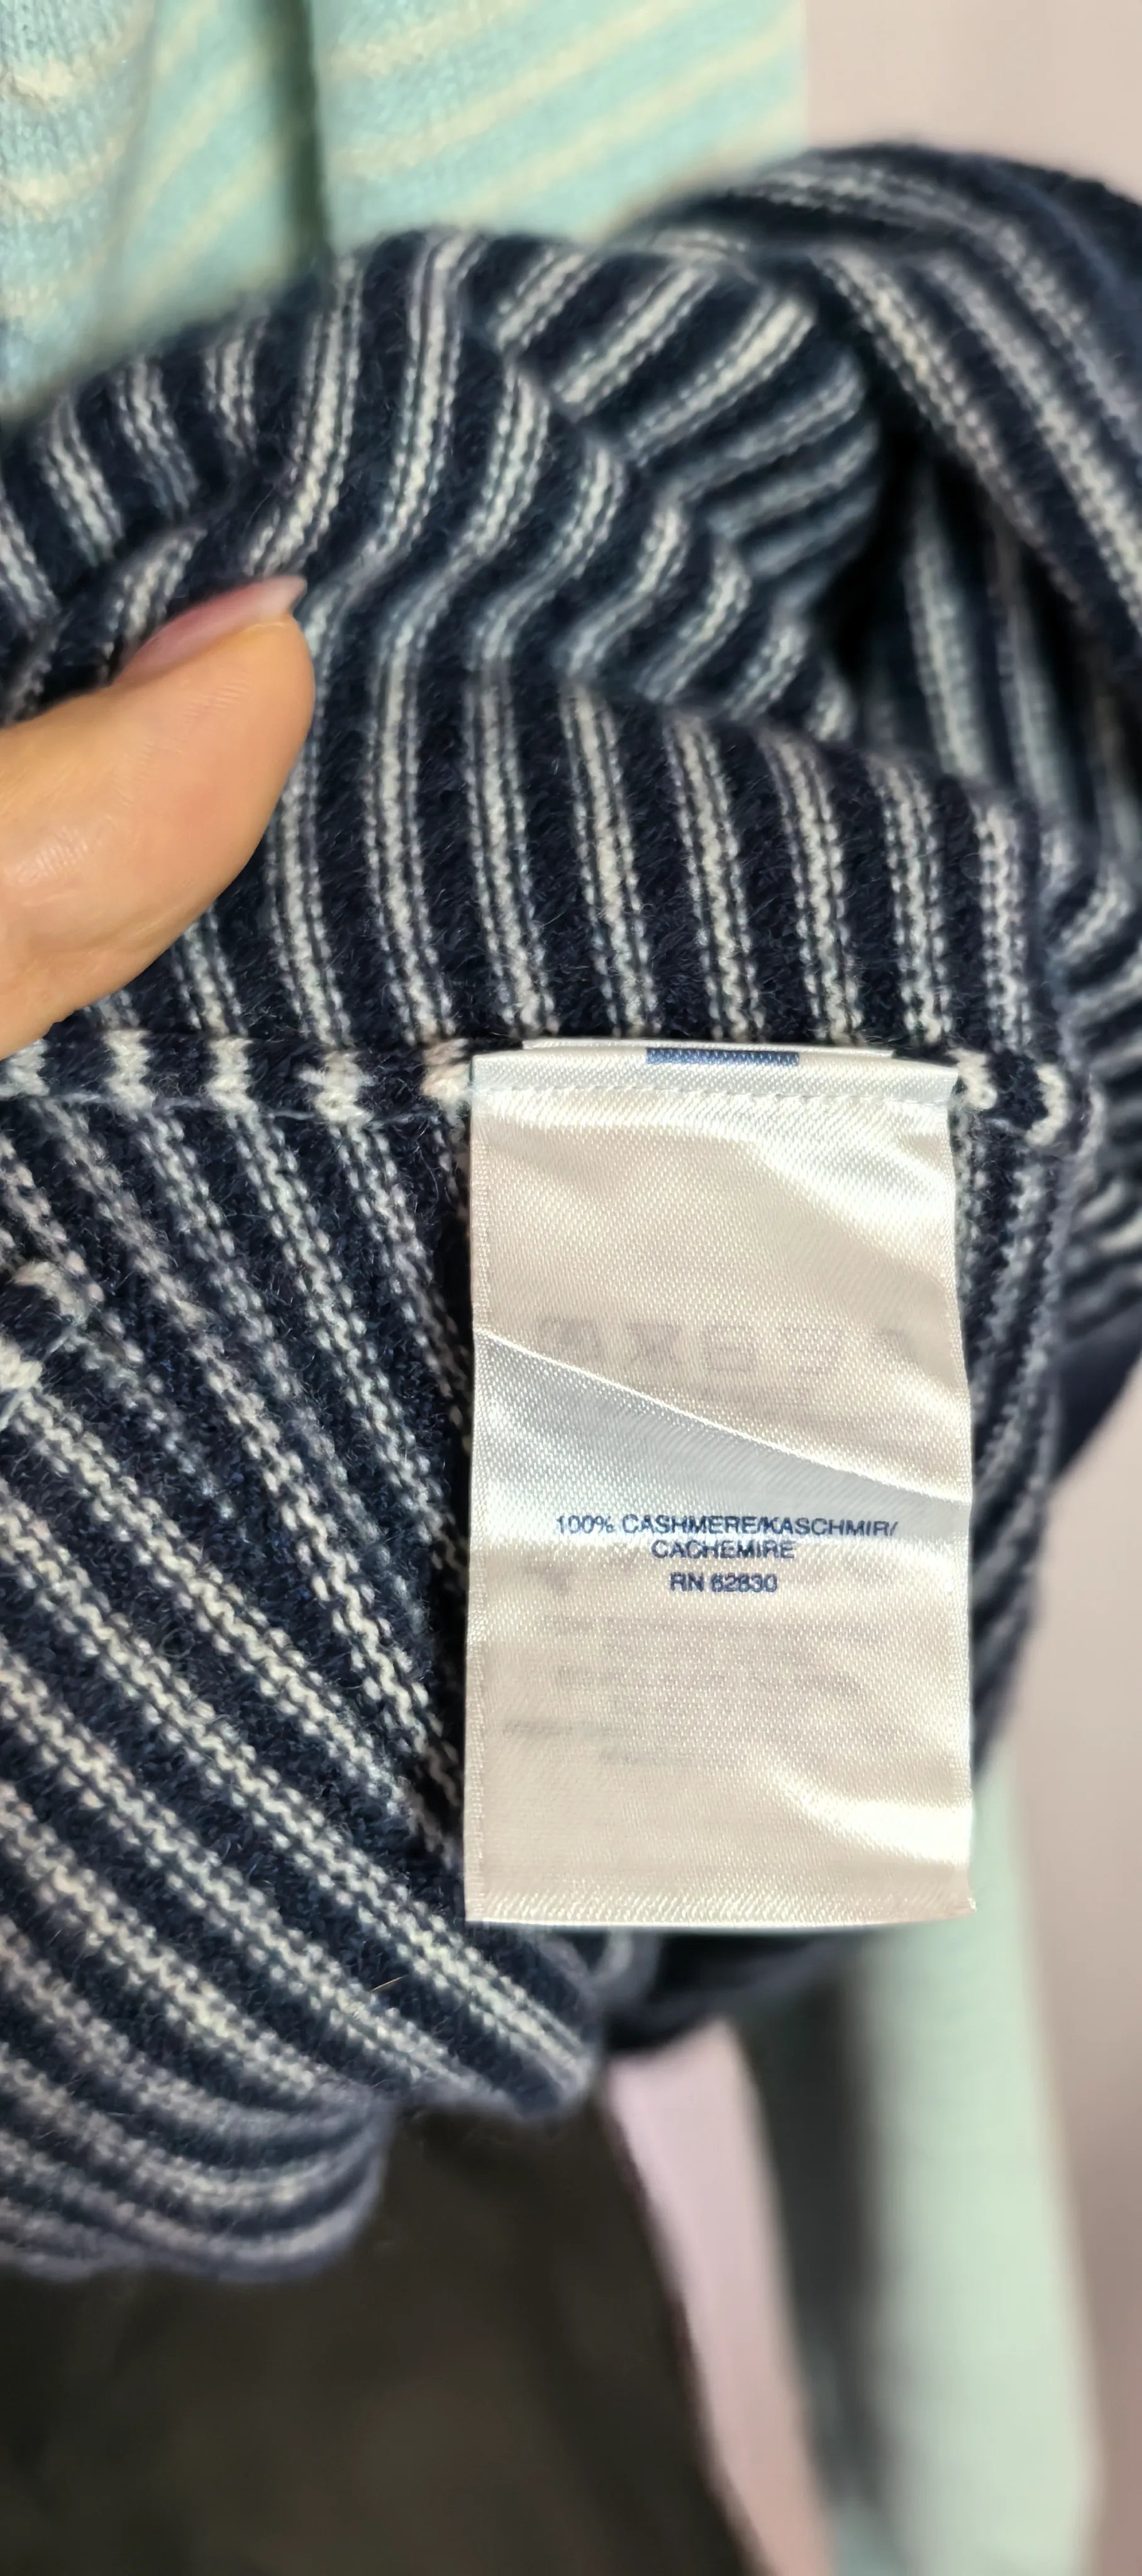 100% CASHMERE/KASCHMIR/
CACHEMIRE
RN 62830